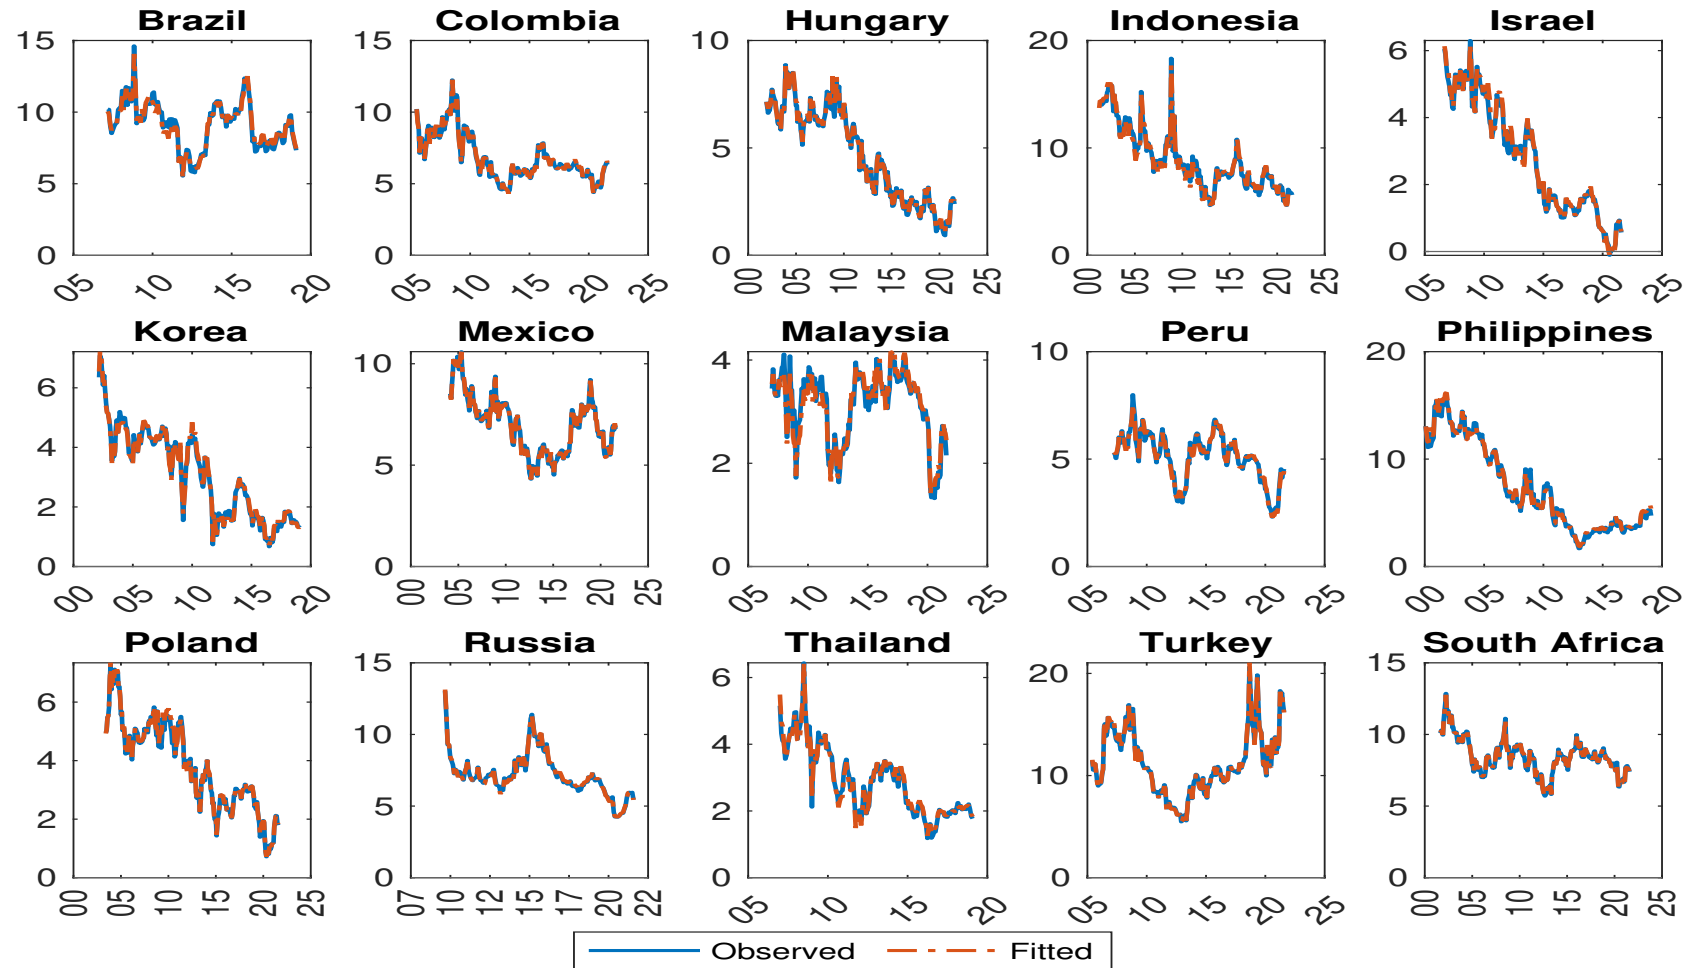 Brazil Colombia Hungary Indonesia Israel
15 15 10 20 6
10 10 4
5 5 5 10 2
0 0 0 0 0
05 10 15 20 05 10 15 20 25 00 05 10 15 20 25 00 05 10 15 20 25 05 10 15 20 25
Korea Mexico Malaysia Peru Philippines
6 10 4 10 20
4 5 2 5 10
2
0 0 0 0 0
00 05 10 15 20 00 05 10 15 20 25 05 10 15 20 25 05 10 15 20 25 00 05 10 15 20
Poland Russia Thailand Turkey South Africa
6 15 6 20 15
4 10 4 10 10
2 5 2 5
0 0 0 0 0
00 05 10 15 20 25 07 10 12 15 17 20 22 05 10 15 20 05 10 15 20 25 00 05 10 15 20 25
Observed Fitted